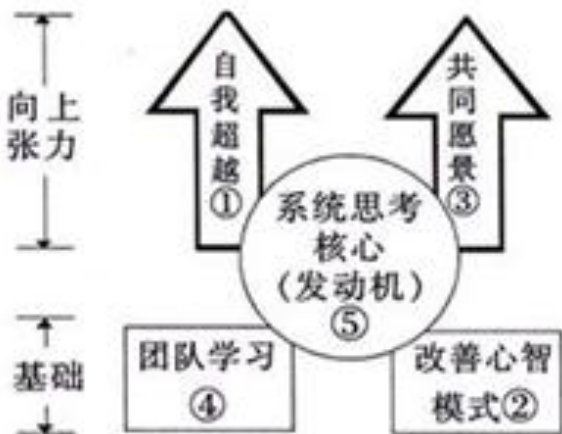 向上
张力
自我超越①
共同愿景③
系统思考
核心
(发动机)
⑤
基础
团队学习
④
改善心智
模式②